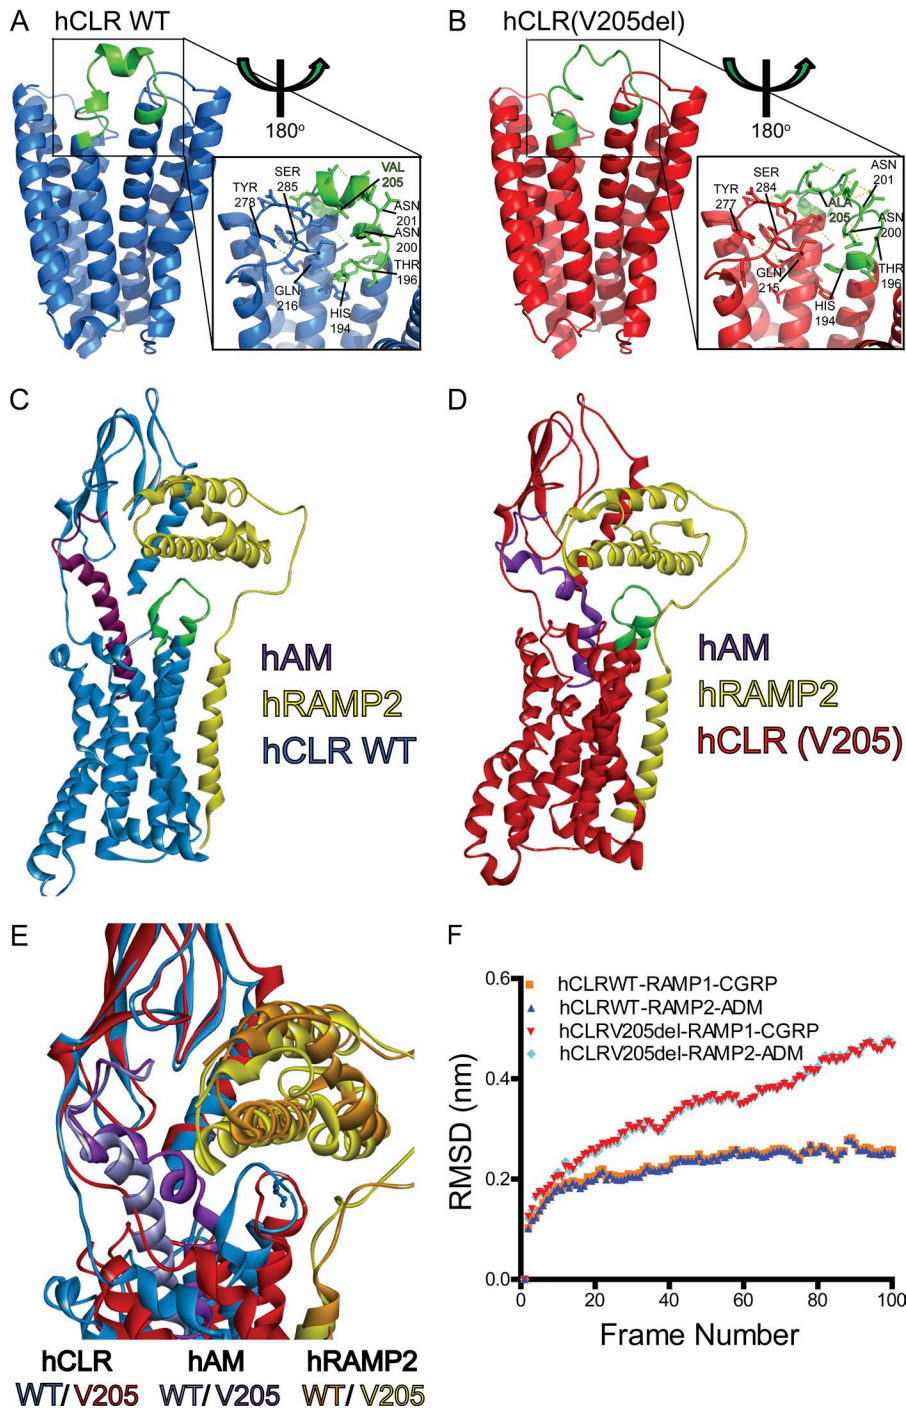 A
hCLR WT
180º
TYR
278
SER
285
VAL
205
ASN
201
ASN
200
THR
196
GLN
216
HIS
194
B
hCLR(V205del)
180º
TYR
277
SER
284
ALA
205
ASN
201
ASN
200
THR
196
GLN
215
HIS
194
C
hAM
hRAMP2
hCLR WT
D
hAM
hRAMP2
hCLR (V205)
E
hCLR
WT/ V205
hAM
WT/ V205
hRAMP2
WT/ V205
F
hCLRWT-RAMP1-CGRP
hCLRWT-RAMP2-ADM
hCLRV205del-RAMP1-CGRP
hCLRV205del-RAMP2-ADM
RMSD (nm)
0.6
0.4
0.2
0.0
0
20
40
60
80
100
Frame Number